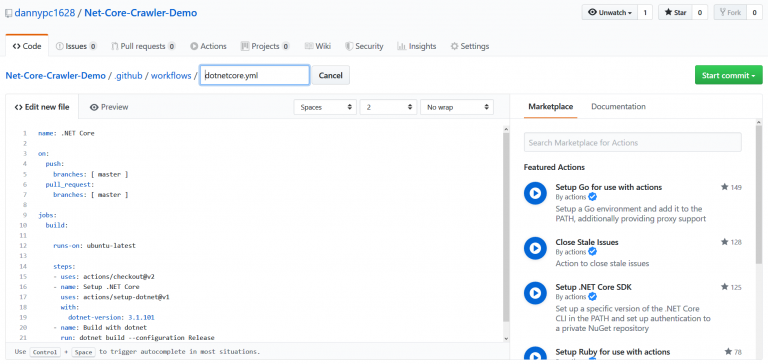 dannypc1628 / Net-Core-Crawler-Demo
Unwatch 1 Star 0 Fork 0
Code Issues 0 Pull requests 0 Actions Projects 0 Wiki Security Insights Settings
Net-Core-Crawler-Demo / .github / workflows / dotnetcore.yml Cancel
Start commit
Edit new file Preview
Spaces 2 No wrap
1 name: .NET Core
2
3 on:
4 push:
5 branches: [ master ]
6 pull_request:
7 branches: [ master ]
8
9 jobs:
10 build:
11
12 runs-on: ubuntu-latest
13
14 steps:
15 - uses: actions/checkout@v2
16 - name: Setup .NET Core
17 uses: actions/setup-dotnet@v1
18 with:
19 dotnet-version: 3.1.101
20 - name: Build with dotnet
21 run: dotnet build --configuration Release
Use Control + Space to trigger autocomplete in most situations.
Marketplace Documentation
Search Marketplace for Actions
Featured Actions
Setup Go for use with actions 149
By actions
Setup a Go environment and add it to the
PATH, additionally providing proxy support
Close Stale Issues 128
By actions
Action to close stale issues
Setup .NET Core SDK 125
By actions
Set up a specific version of the .NET Core
CLI in the PATH and set up authentication to
a private NuGet repository
Setup Ruby for use with actions 78